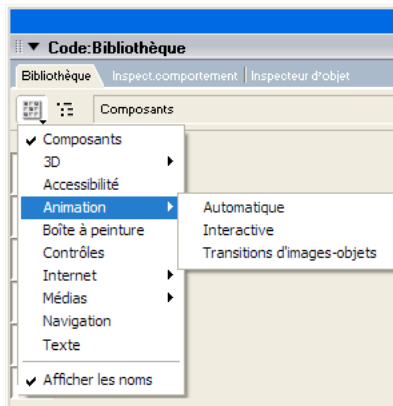 Code:Bibliothèque
Bibliothèque Inspect.comportement Inspecteur d'objet
Composants
Composants
3D
Accessibilité
Animation
Boîte à peinture
Contrôles
Internet
Médias
Navigation
Texte
Afficher les noms
Automatique
Interactive
Transitions d'images-objets